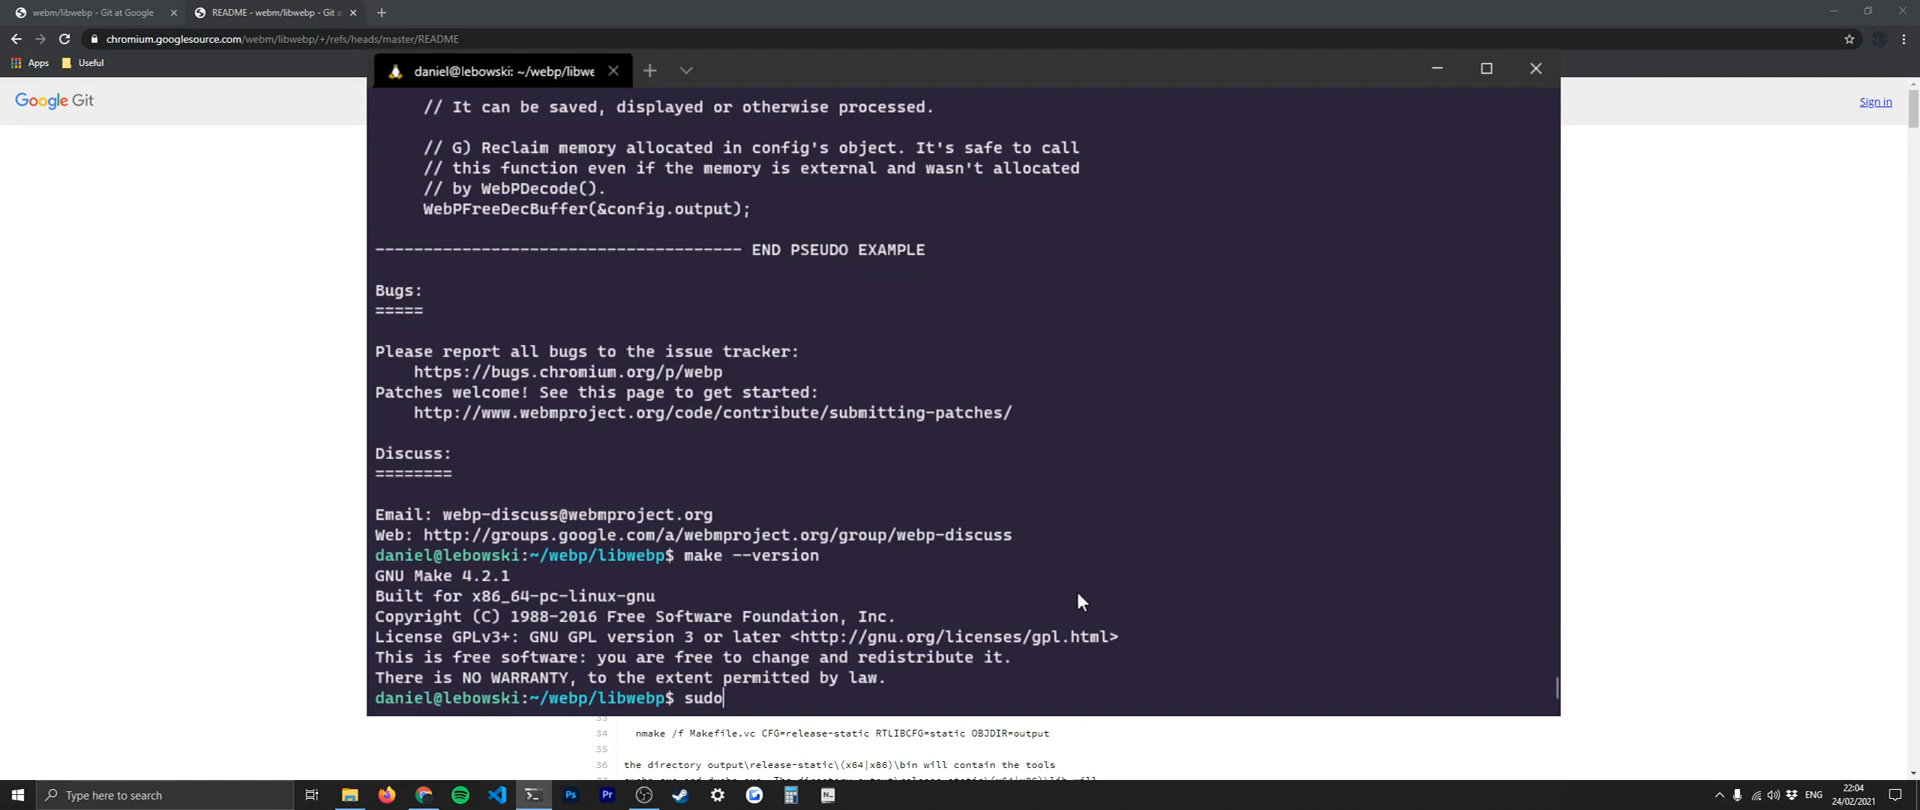 webm/libwebp - Git at Google
README - webm/libwebp - Git a
chromium.googlesource.com/webm/libwebp/+/refs/heads/master/README
Apps
Useful
Google Git
Sign in
daniel@lebowski: ~/webp/libwe
// It can be saved, displayed or otherwise processed.
// G) Reclaim memory allocated in config's object. It's safe to call
// this function even if the memory is external and wasn't allocated
// by WebPDecode().
WebPFreeDecBuffer(&config.output);
-------------------------------------- END PSEUDO EXAMPLE
Bugs:
=====
Please report all bugs to the issue tracker:
https://bugs.chromium.org/p/webp
Patches welcome! See this page to get started:
http://www.webmproject.org/code/contribute/submitting-patches/
Discuss:
========
Email: webp-discuss@webmproject.org
Web: http://groups.google.com/a/webmproject.org/group/webp-discuss
daniel@lebowski:~/webp/libwebp$ make --version
GNU Make 4.2.1
Built for x86_64-pc-linux-gnu
Copyright (C) 1988-2016 Free Software Foundation, Inc.
License GPLv3+: GNU GPL version 3 or later <http://gnu.org/licenses/gpl.html>
This is free software: you are free to change and redistribute it.
There is NO WARRANTY, to the extent permitted by law.
daniel@lebowski:~/webp/libwebp$ sudo
33
34 nmake /f Makefile.vc CFG=release-static RTLIBCFG=static OBJDIR=output
35
36 the directory output\release-static\(x64|x86)\bin will contain the tools
Type here to search
Ps
Pr
ENG
22:04
24/02/2021